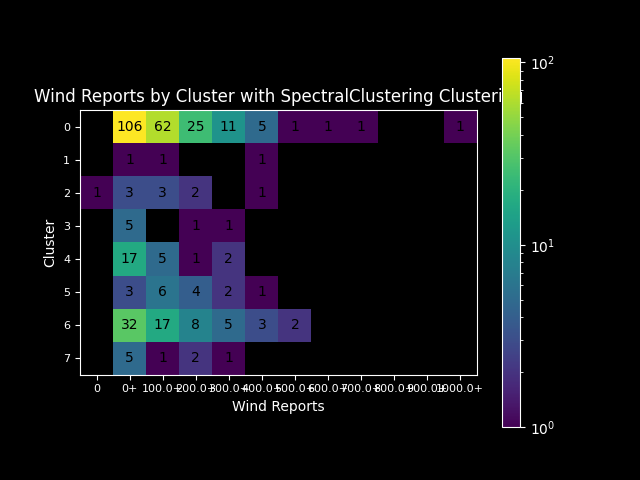 Wind Reports by Cluster with SpectralClustering Clustering
10²
0 106 62 25 11 5 1 1 1 1
1 1 1 1
2 1 3 3 2 1
Cluster
3 5 1 1
10¹
4 17 5 1 2
5 3 6 4 2 1
6 32 17 8 5 3 2
7 5 1 2 1
0 0+ 100.0+ 200.0+ 300.0+ 400.0+ 500.0+ 600.0+ 700.0+ 800.0+ 900.0+ 1000.0+
Wind Reports
10⁰